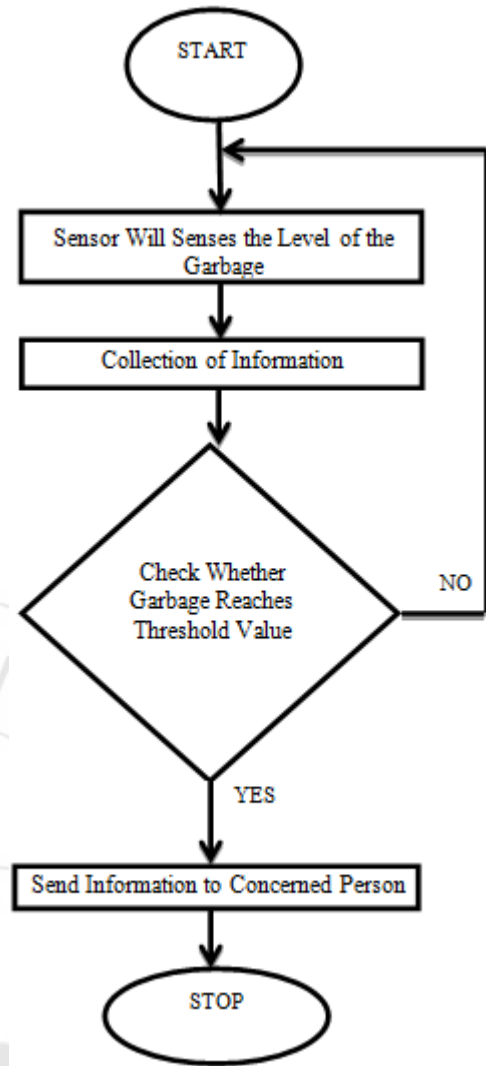 START
Sensor Will Senses the Level of the
Garbage
Collection of Information
Check Whether
Garbage Reaches
Threshold Value
NO
YES
Send Information to Concerned Person
STOP